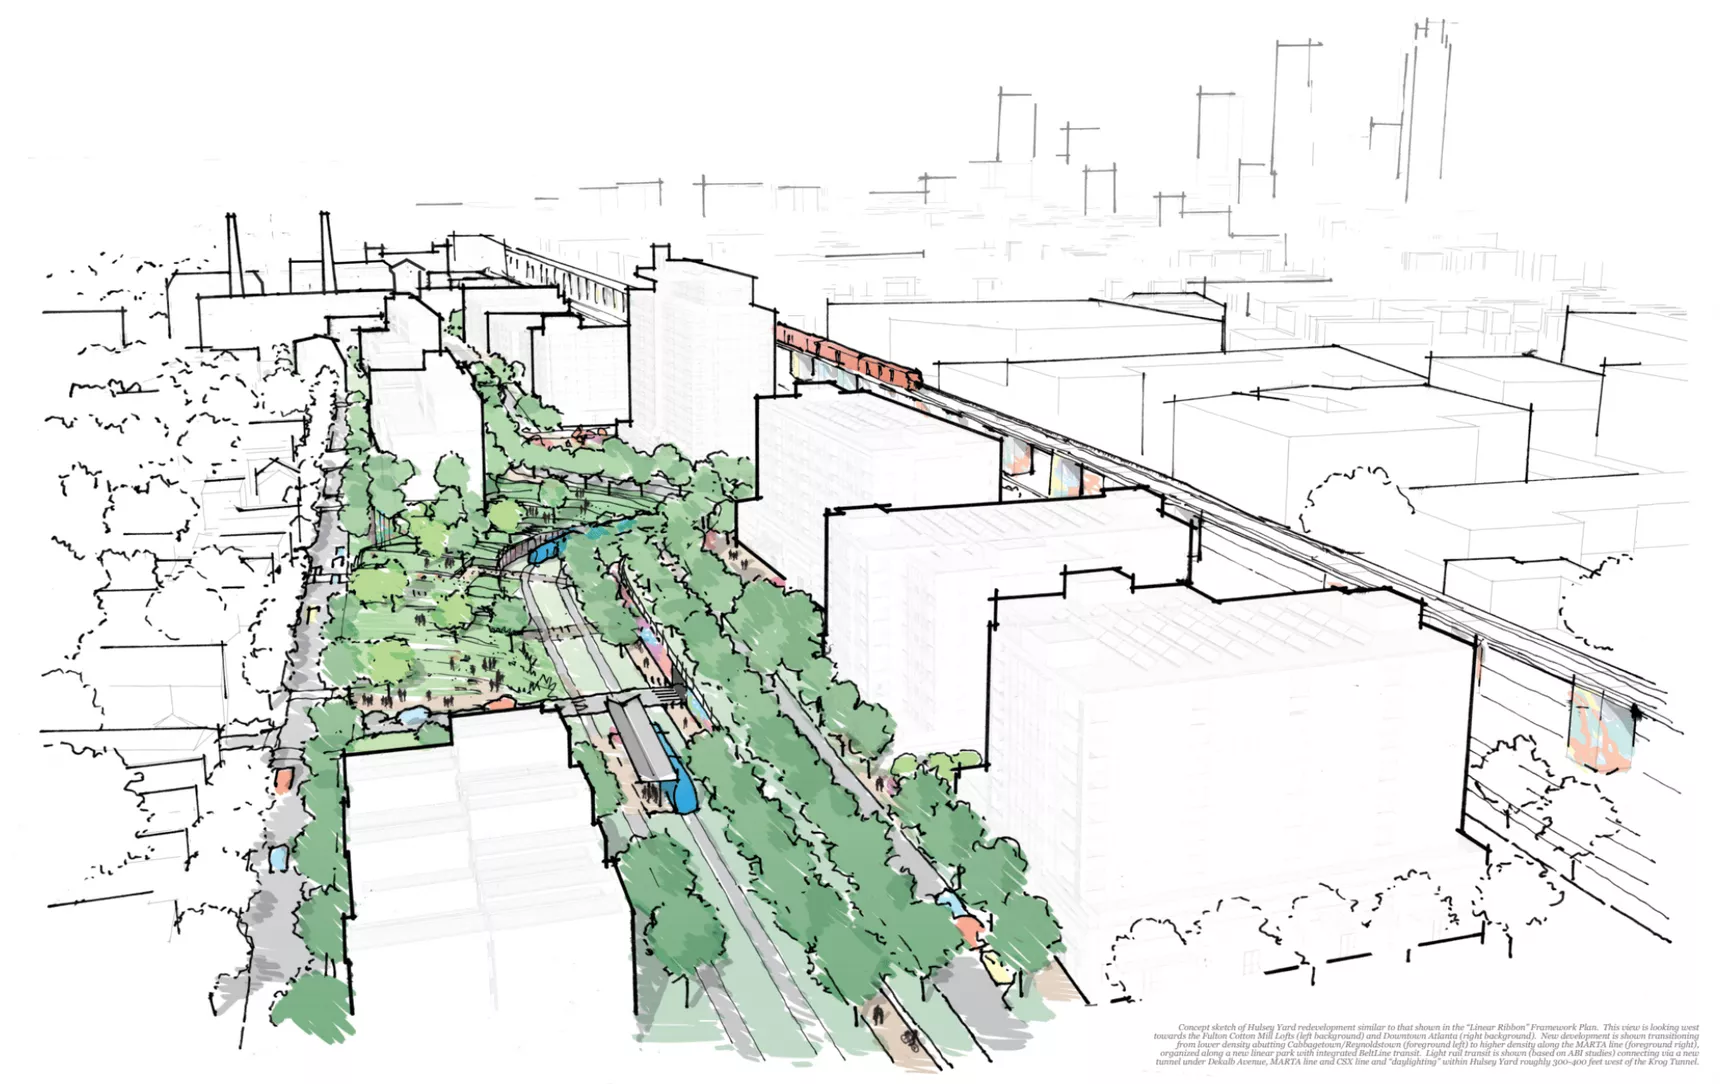 Concept sketch of Hulsey Yard redevelopment similar to that shown in the "Linear Ribbon" Framework Plan. This view is looking west
towards the Fulton Cotton Mill Lofts (left background) and Downtown Atlanta (right background). New development is shown transitioning
from lower density abutting Cabbagetown/Reynoldstown (foreground left) to higher density along the MARTA line (foreground right),
organized along a new linear park with integrated BeltLine transit. Light rail transit is shown (based on ABI studies) connecting via a new
tunnel under Dekalb Avenue, MARTA line and CSX line and "daylighting" within Hulsey Yard roughly 300-400 feet west of the Krog Tunnel.